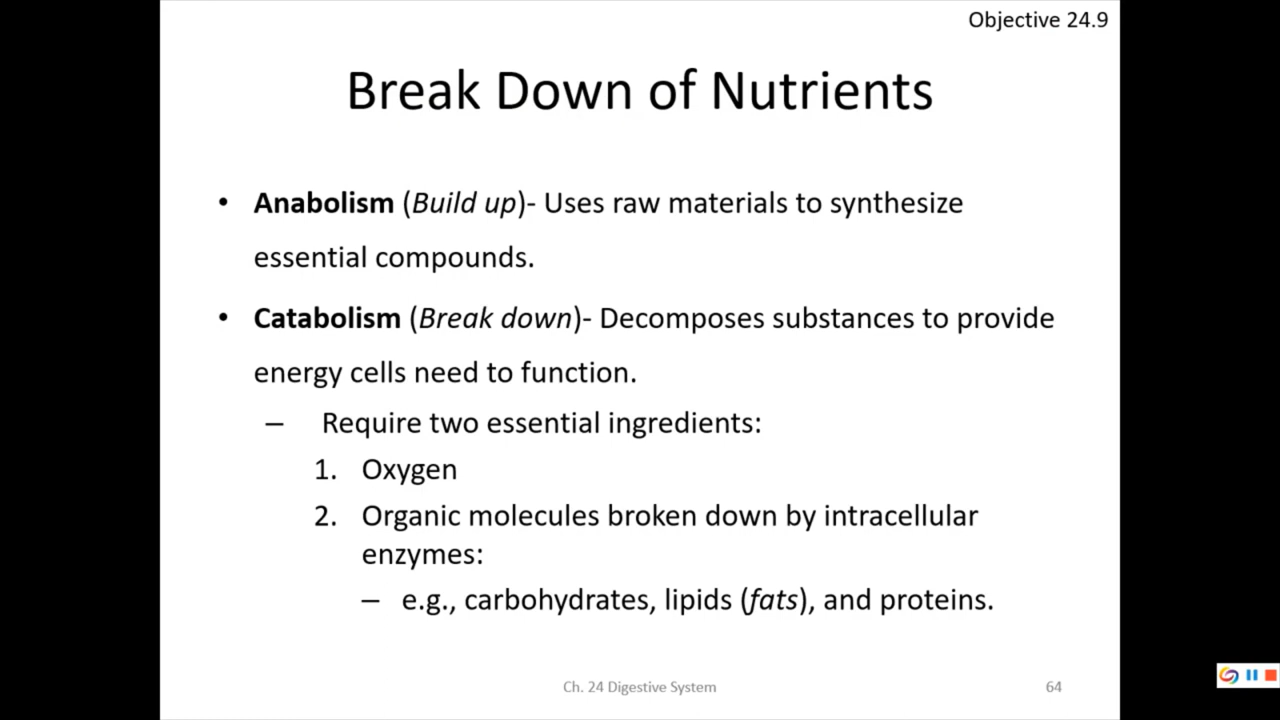 Objective 24.9
Break Down of Nutrients
• Anabolism (Build up)- Uses raw materials to synthesize
essential compounds.
• Catabolism (Break down)- Decomposes substances to provide
energy cells need to function.
– Require two essential ingredients:
1. Oxygen
2. Organic molecules broken down by intracellular
enzymes:
– e.g., carbohydrates, lipids (fats), and proteins.
Ch. 24 Digestive System
64